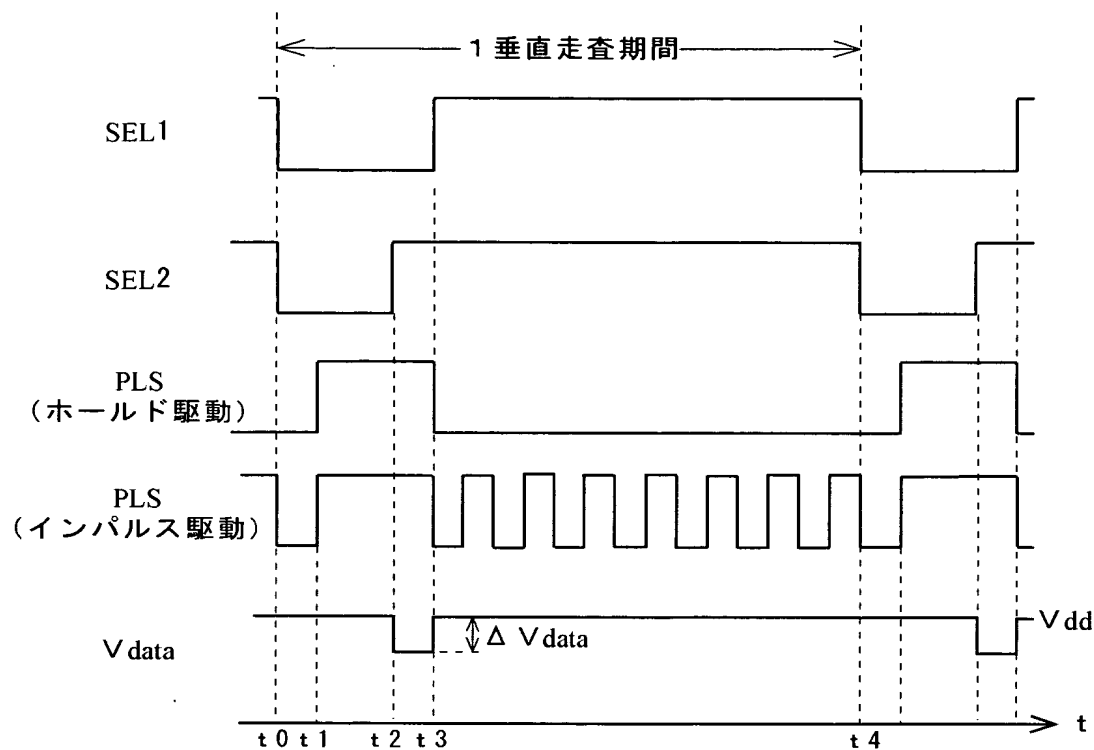 1垂直走査期間
SEL1
SEL2
PLS
(ホールド駆動)
PLS
(インパルス駆動)
Vdata
Δ Vdata
Vdd
t0 t1 t2 t3 t4 t